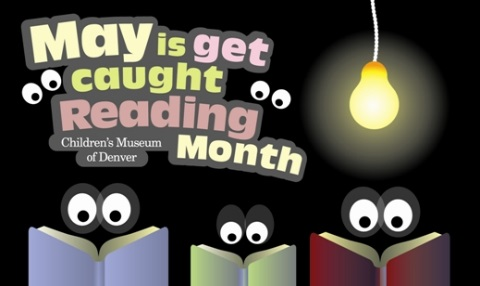 May is get
caught
Reading
Children's Museum
of Denver
Month